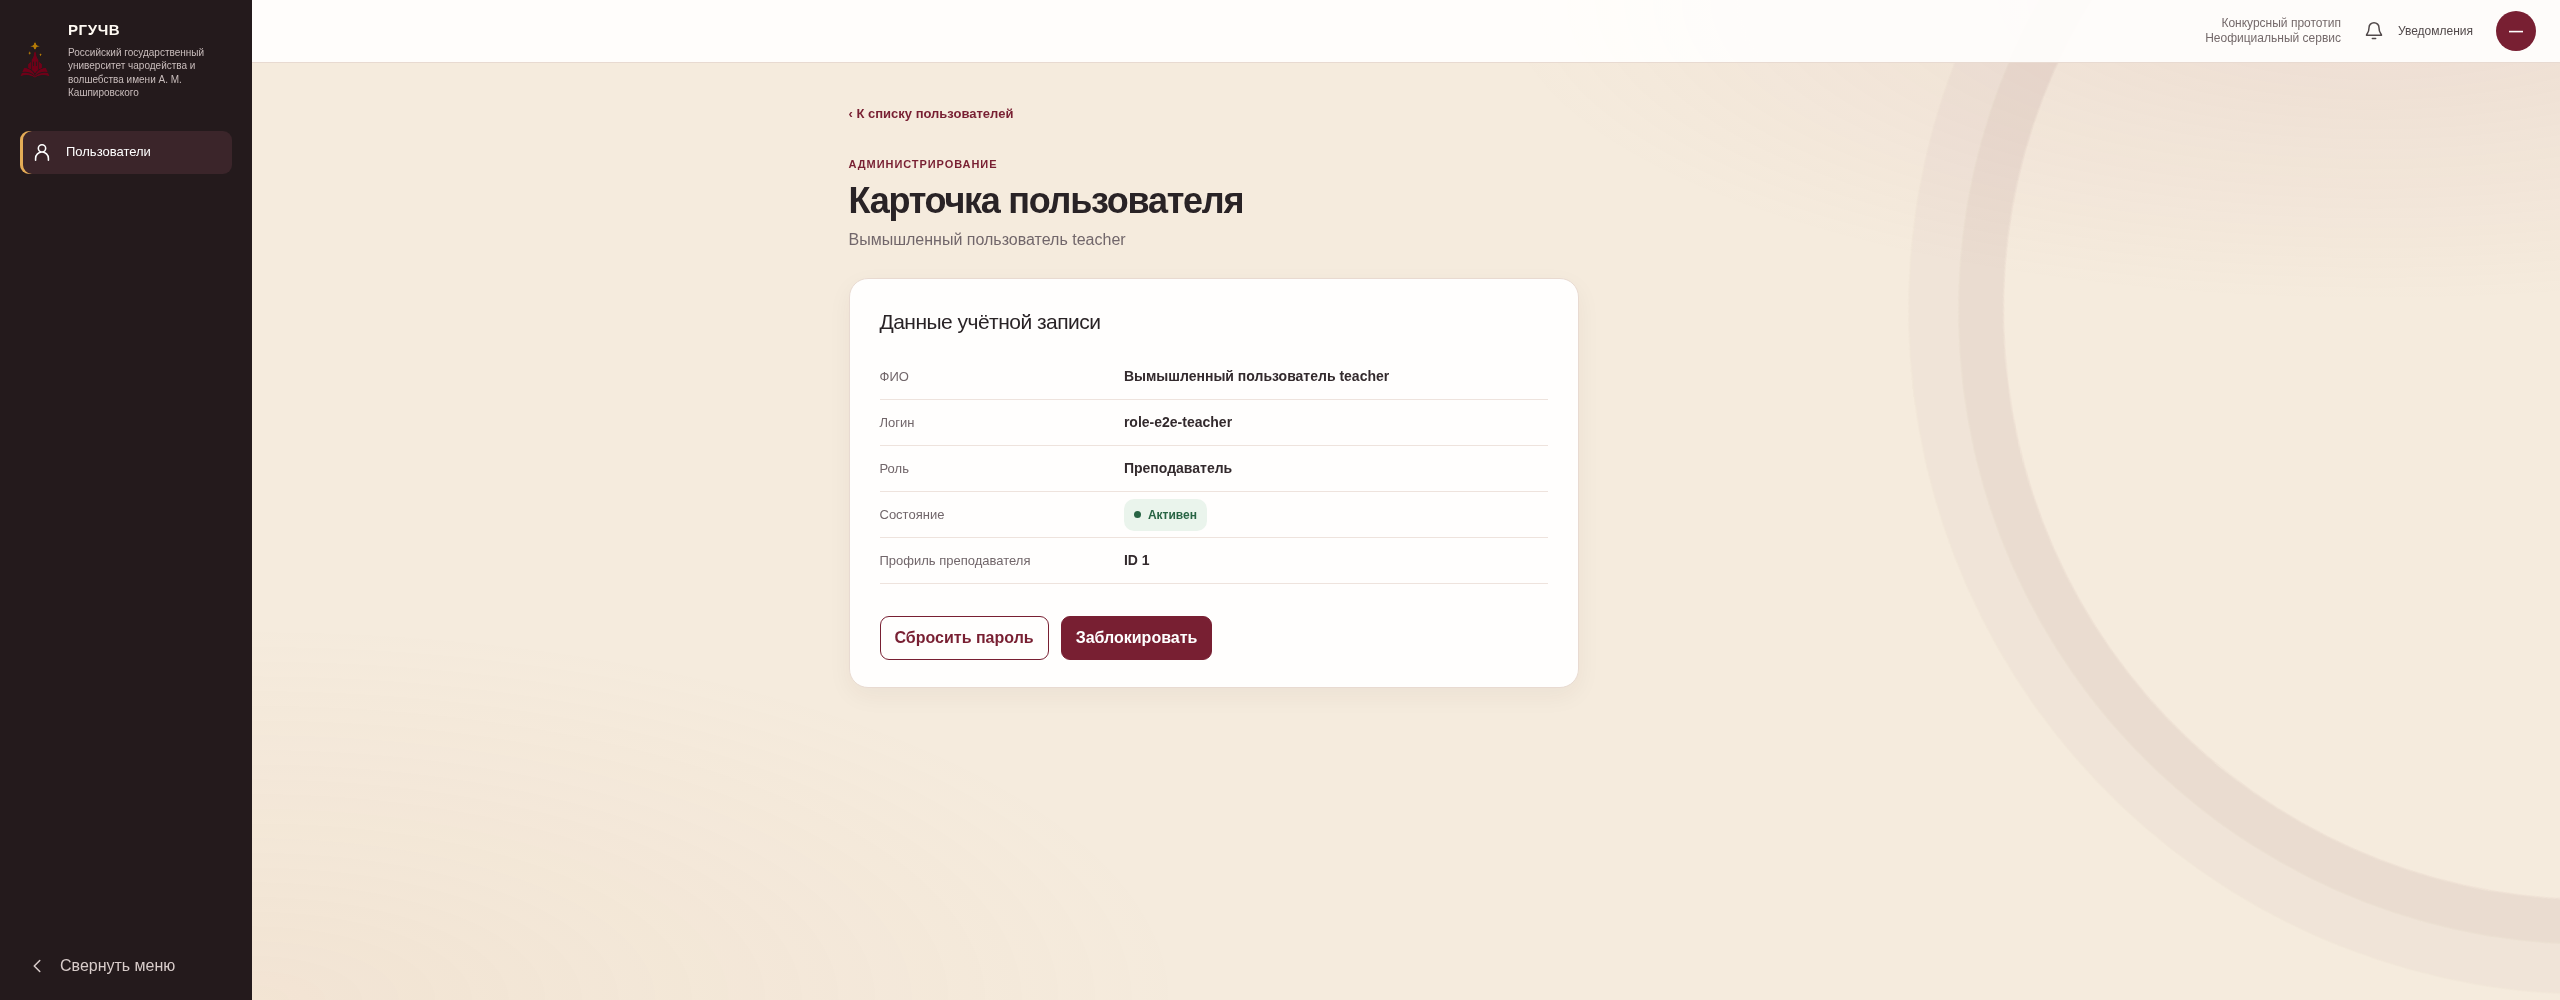 РГУЧВ
Российский государственный
университет чародейства и
волшебства имени А. М.
Кашпировского
Пользователи
Свернуть меню
Конкурсный прототип
Неофициальный сервис
Уведомления
‹ К списку пользователей
АДМИНИСТРИРОВАНИЕ
Карточка пользователя
Вымышленный пользователь teacher
Данные учётной записи
ФИО Вымышленный пользователь teacher
Логин role-e2e-teacher
Роль Преподаватель
Состояние Активен
Профиль преподавателя ID 1
Сбросить пароль Заблокировать